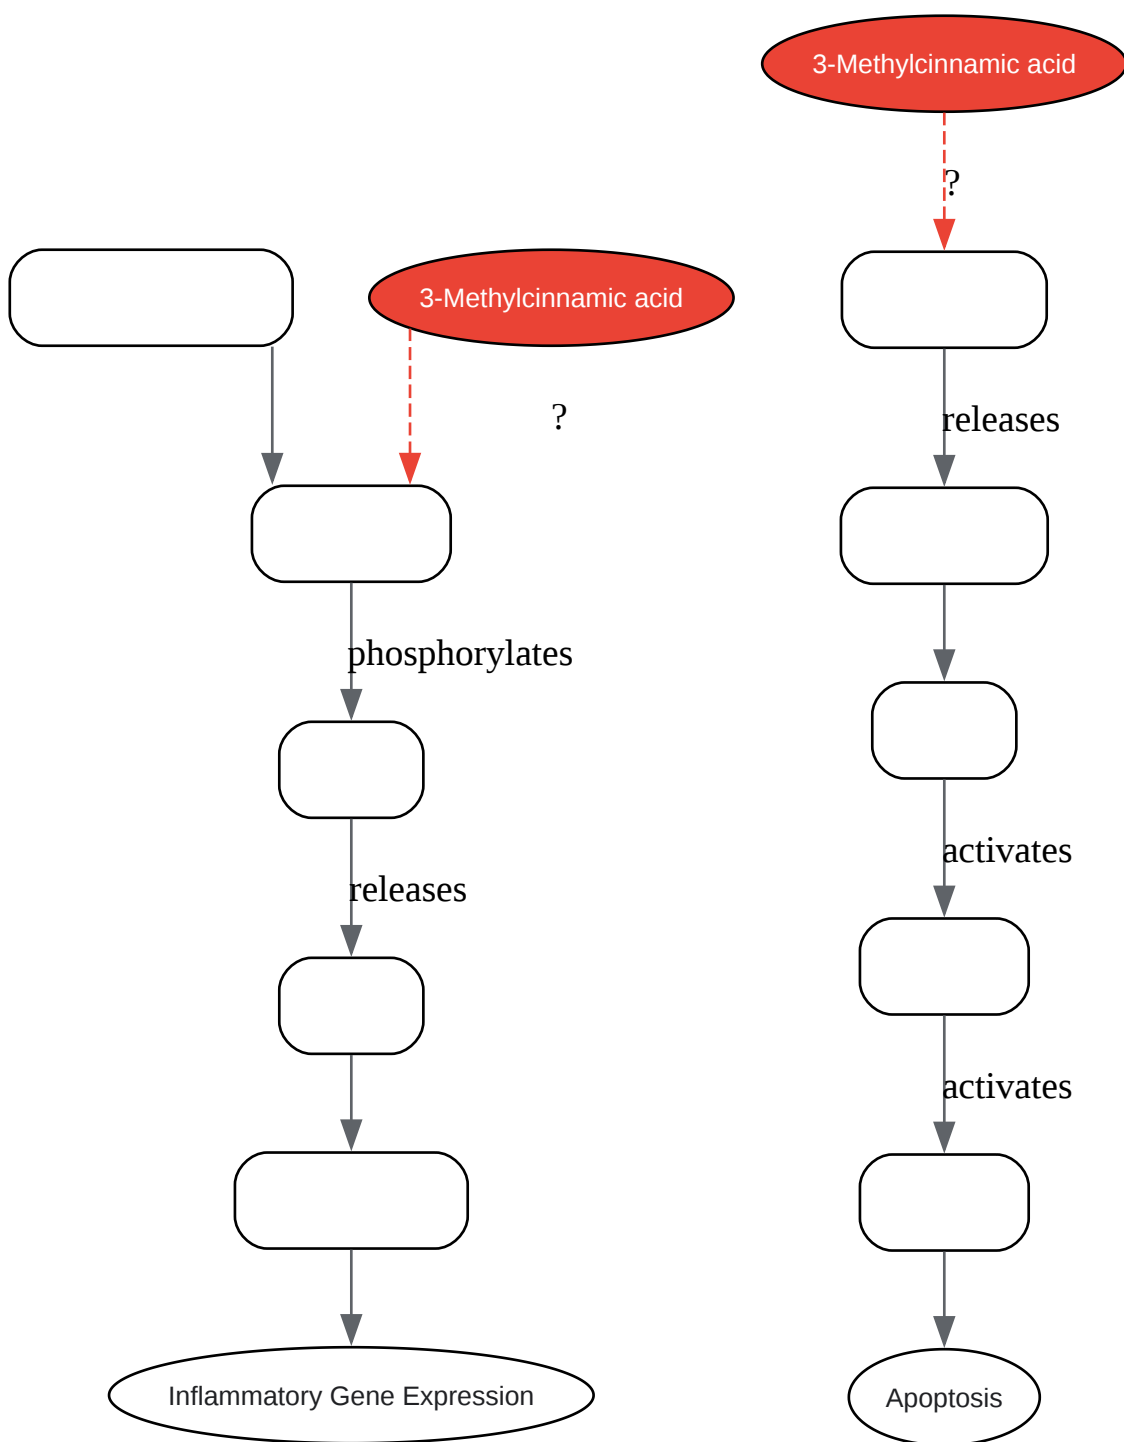 3-Methylcinnamic acid
?
3-Methylcinnamic acid
?
releases
phosphorylates
activates
releases
activates
Inflammatory Gene Expression
Apoptosis